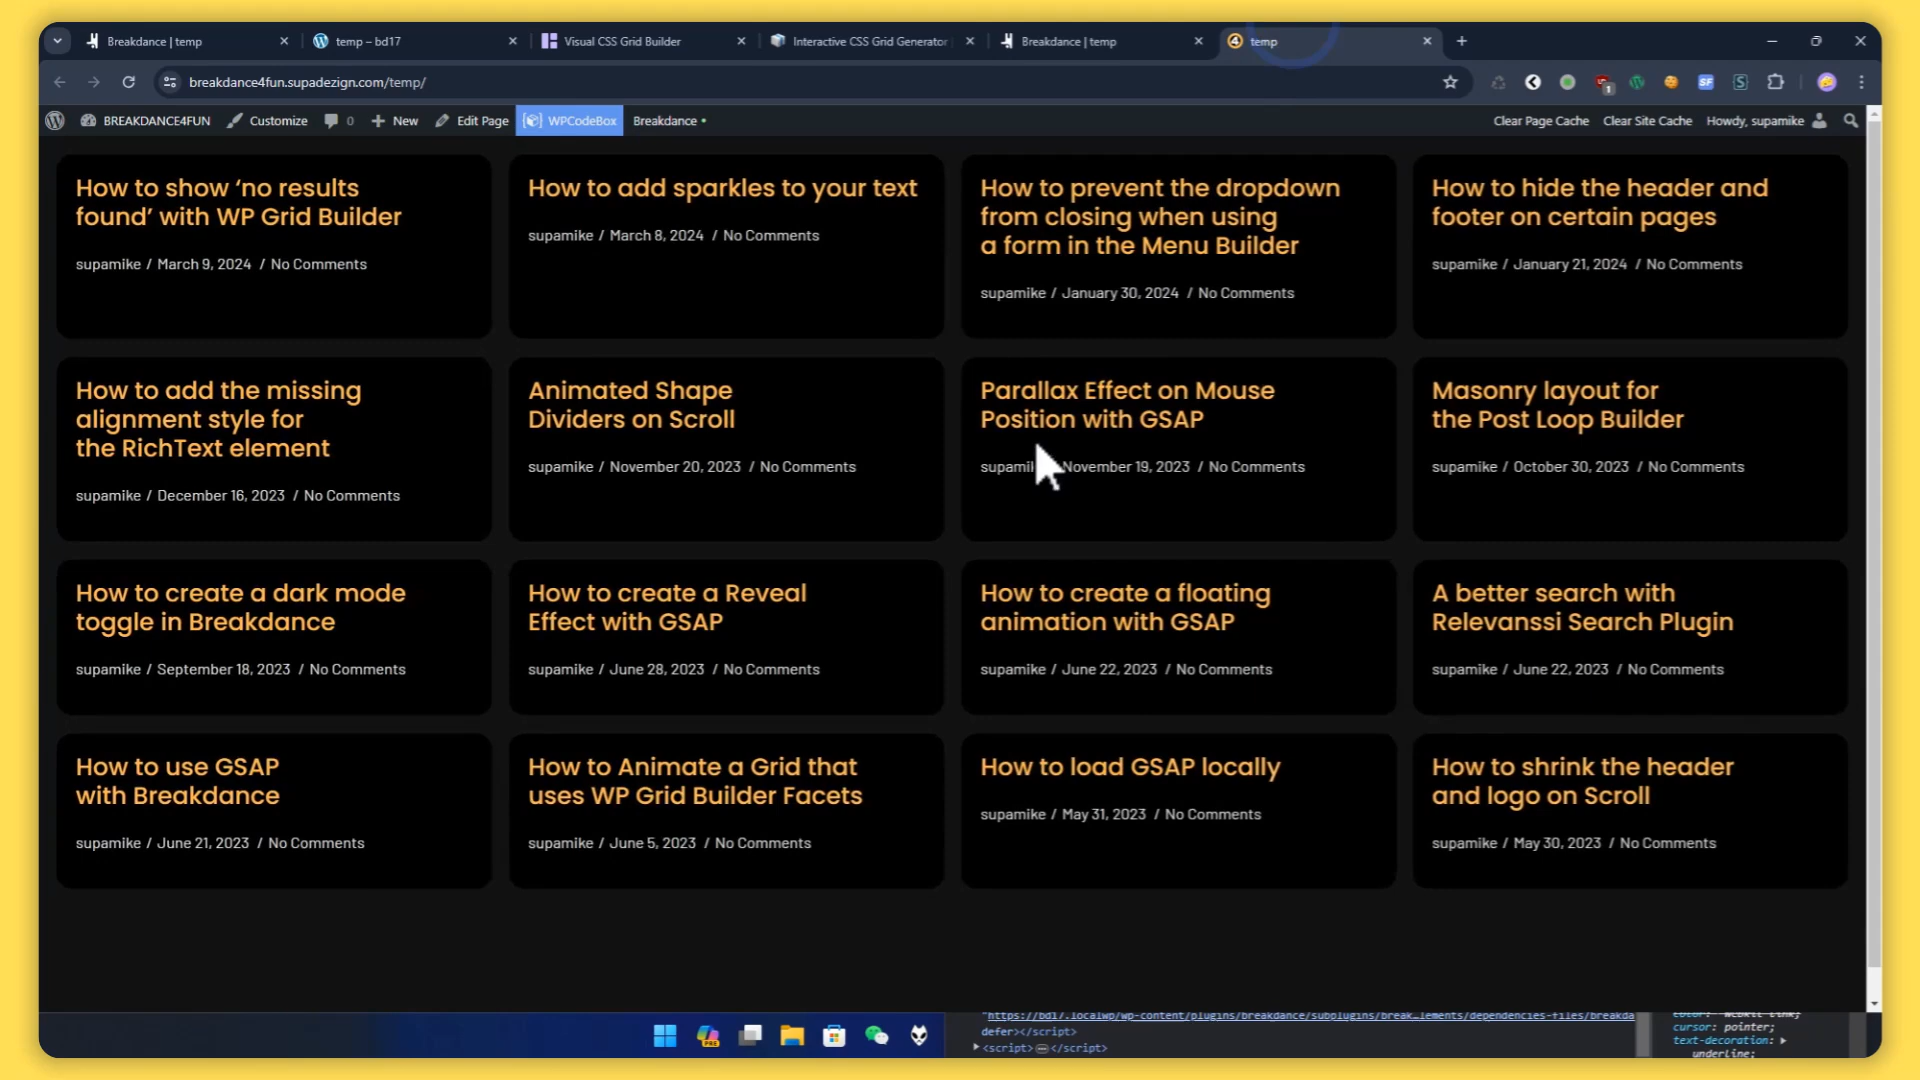 Breakdance | temp
temp – bd17
Visual CSS Grid Builder
Interactive CSS Grid Generator
Breakdance | temp
temp
breakdance4fun.supadezign.com/temp/
BREAKDANCE4FUN
Customize
0
New
Edit Page
WPCodeBox
Breakdance
Clear Page Cache
Clear Site Cache
Howdy, supamike
How to show ‘no results
found’ with WP Grid Builder
supamike / March 9, 2024 / No Comments
How to add sparkles to your text
supamike / March 8, 2024 / No Comments
How to prevent the dropdown
from closing when using
a form in the Menu Builder
supamike / January 30, 2024 / No Comments
How to hide the header and
footer on certain pages
supamike / January 21, 2024 / No Comments
How to add the missing
alignment style for
the RichText element
supamike / December 16, 2023 / No Comments
Animated Shape
Dividers on Scroll
supamike / November 20, 2023 / No Comments
Parallax Effect on Mouse
Position with GSAP
November 19, 2023 / No Comments
Masonry layout for
the Post Loop Builder
supamike / October 30, 2023 / No Comments
How to create a dark mode
toggle in Breakdance
supamike / September 18, 2023 / No Comments
How to create a Reveal
Effect with GSAP
supamike / June 28, 2023 / No Comments
How to create a floating
animation with GSAP
supamike / June 22, 2023 / No Comments
A better search with
Relevanssi Search Plugin
supamike / June 22, 2023 / No Comments
How to use GSAP
with Breakdance
supamike / June 21, 2023 / No Comments
How to Animate a Grid that
uses WP Grid Builder Facets
supamike / June 5, 2023 / No Comments
How to load GSAP locally
supamike / May 31, 2023 / No Comments
How to shrink the header
and logo on Scroll
supamike / May 30, 2023 / No Comments
"https://bd17.localwp/wp-content/plugins/breakdance/subplugins/break…lements/dependencies-files/breakda
defer></script>
<script>…</script>
cursor: pointer;
text-decoration:
underline;